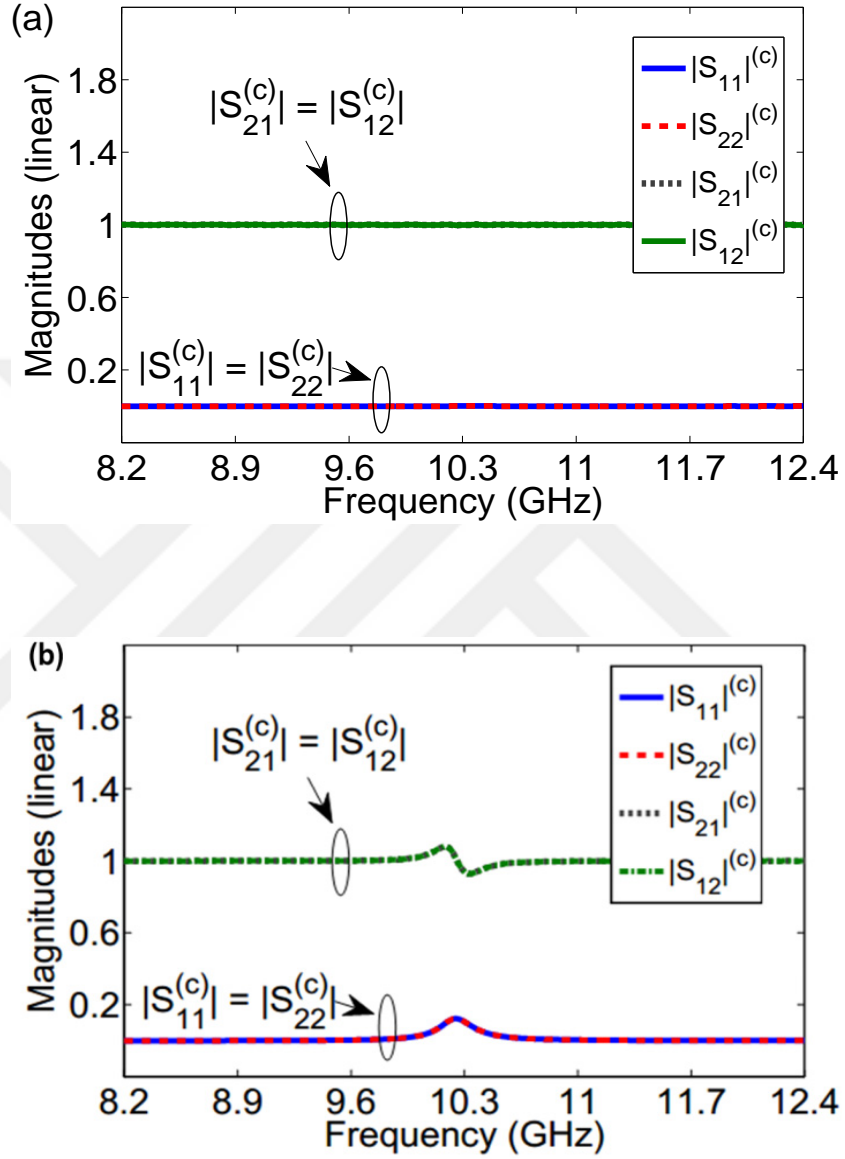 (a)
Magnitudes (linear)
1.8
1.4
1
0.6
0.2
|S21(c)| = |S12(c)|
|S11(c)| = |S22(c)|
|S11|(c)
|S22|(c)
|S21|(c)
|S12|(c)
8.2 8.9 9.6 10.3 11 11.7 12.4
Frequency (GHz)
(b)
Magnitudes (linear)
1.8
1.4
1
0.6
0.2
|S21(c)| = |S12(c)|
|S11(c)| = |S22(c)|
|S11|(c)
|S22|(c)
|S21|(c)
|S12|(c)
8.2 8.9 9.6 10.3 11 11.7 12.4
Frequency (GHz)